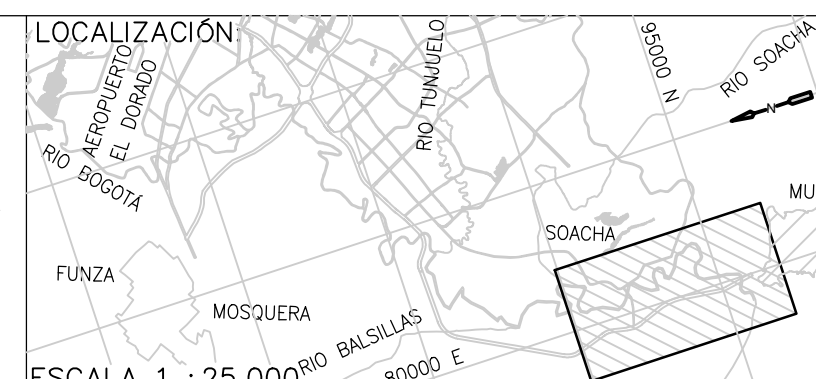 LOCALIZACIÓN:
AEROPUERTO
EL DORADO
RIO TUNJUELO
95000 N
RIO SOACHA
N
RIO BOGOTA
MU
SOACHA
FUNZA
MOSQUERA
RIO BALSILLAS
80000 E
ESCALA 1 : 25.000